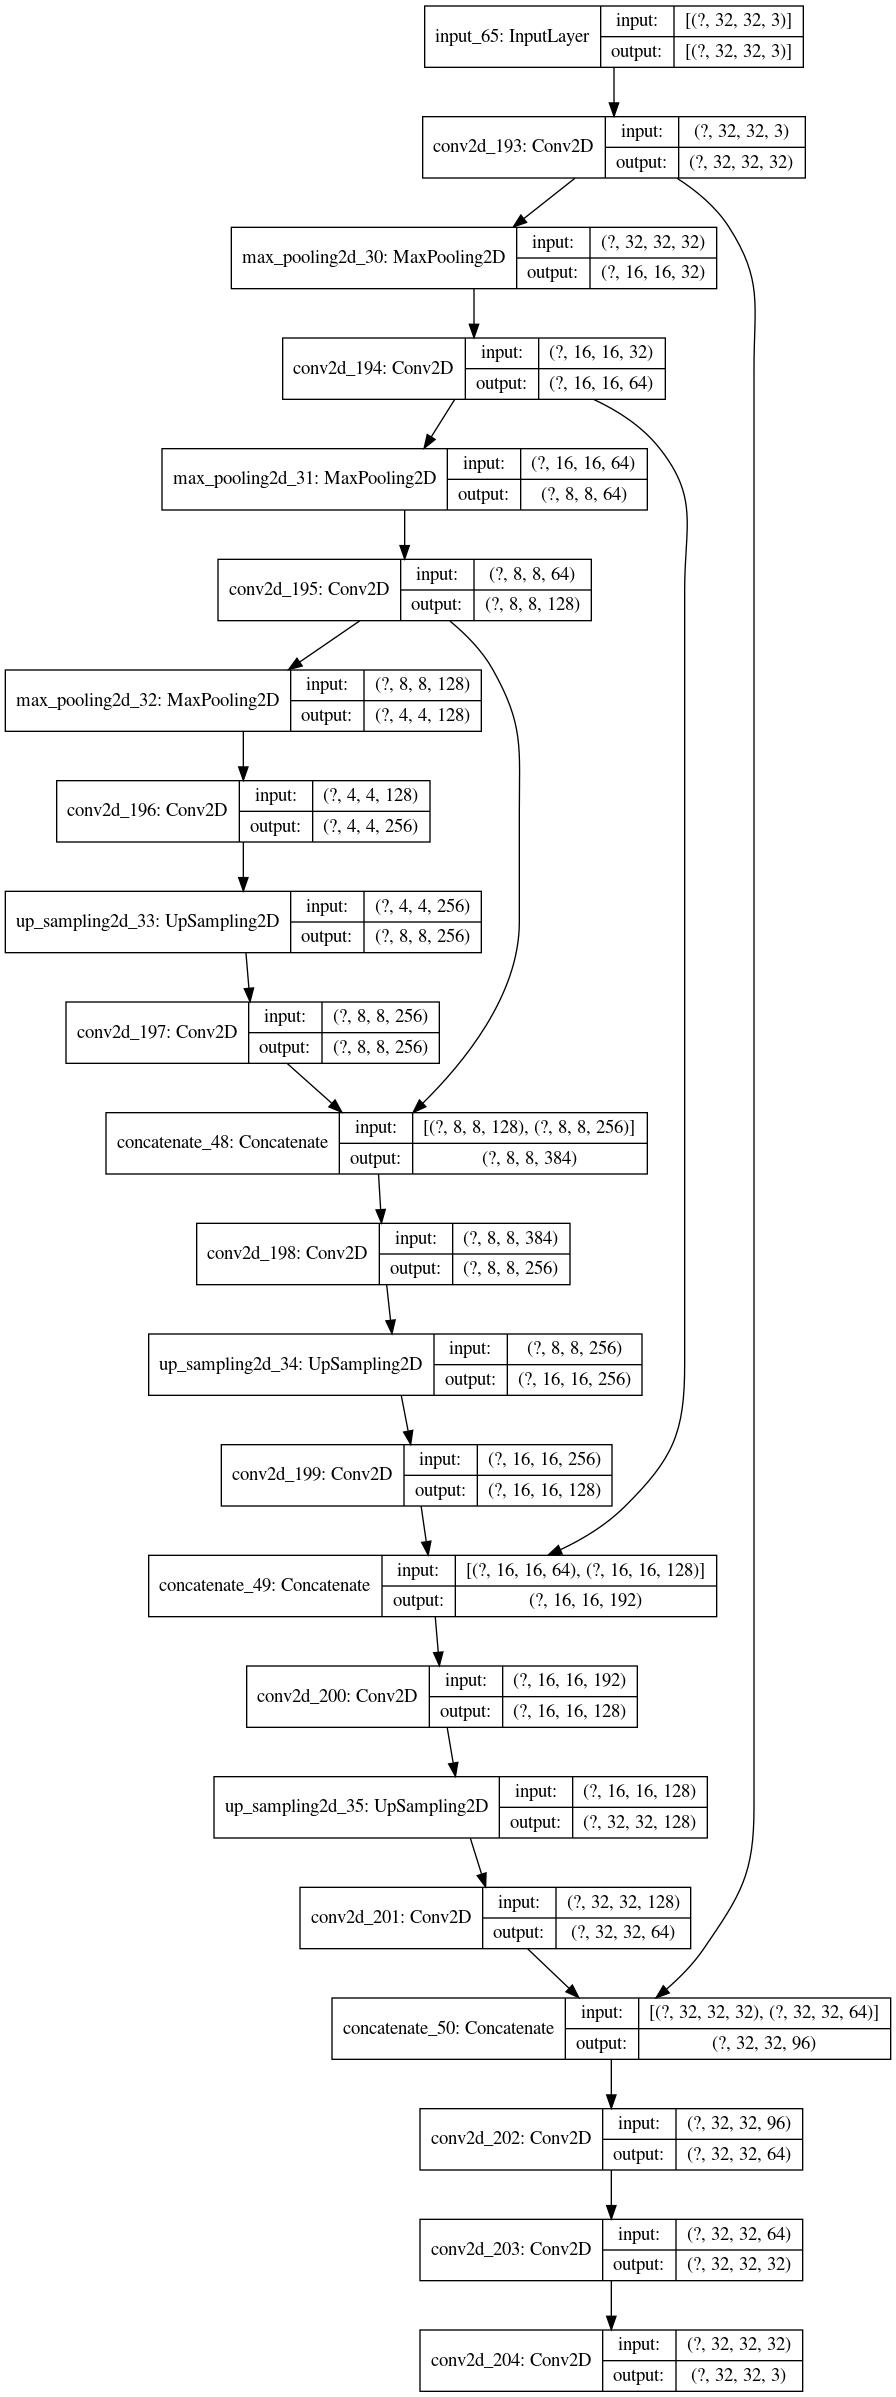 input_65: InputLayer
input: [(?, 32, 32, 3)]
output: [(?, 32, 32, 3)]
conv2d_193: Conv2D
input: (?, 32, 32, 3)
output: (?, 32, 32, 32)
max_pooling2d_30: MaxPooling2D
input: (?, 32, 32, 32)
output: (?, 16, 16, 32)
conv2d_194: Conv2D
input: (?, 16, 16, 32)
output: (?, 16, 16, 64)
max_pooling2d_31: MaxPooling2D
input: (?, 16, 16, 64)
output: (?, 8, 8, 64)
conv2d_195: Conv2D
input: (?, 8, 8, 64)
output: (?, 8, 8, 128)
max_pooling2d_32: MaxPooling2D
input: (?, 8, 8, 128)
output: (?, 4, 4, 128)
conv2d_196: Conv2D
input: (?, 4, 4, 128)
output: (?, 4, 4, 256)
up_sampling2d_33: UpSampling2D
input: (?, 4, 4, 256)
output: (?, 8, 8, 256)
conv2d_197: Conv2D
input: (?, 8, 8, 256)
output: (?, 8, 8, 256)
concatenate_48: Concatenate
input: [(?, 8, 8, 128), (?, 8, 8, 256)]
output: (?, 8, 8, 384)
conv2d_198: Conv2D
input: (?, 8, 8, 384)
output: (?, 8, 8, 256)
up_sampling2d_34: UpSampling2D
input: (?, 8, 8, 256)
output: (?, 16, 16, 256)
conv2d_199: Conv2D
input: (?, 16, 16, 256)
output: (?, 16, 16, 128)
concatenate_49: Concatenate
input: [(?, 16, 16, 64), (?, 16, 16, 128)]
output: (?, 16, 16, 192)
conv2d_200: Conv2D
input: (?, 16, 16, 192)
output: (?, 16, 16, 128)
up_sampling2d_35: UpSampling2D
input: (?, 16, 16, 128)
output: (?, 32, 32, 128)
conv2d_201: Conv2D
input: (?, 32, 32, 128)
output: (?, 32, 32, 64)
concatenate_50: Concatenate
input: [(?, 32, 32, 32), (?, 32, 32, 64)]
output: (?, 32, 32, 96)
conv2d_202: Conv2D
input: (?, 32, 32, 96)
output: (?, 32, 32, 64)
conv2d_203: Conv2D
input: (?, 32, 32, 64)
output: (?, 32, 32, 32)
conv2d_204: Conv2D
input: (?, 32, 32, 32)
output: (?, 32, 32, 3)